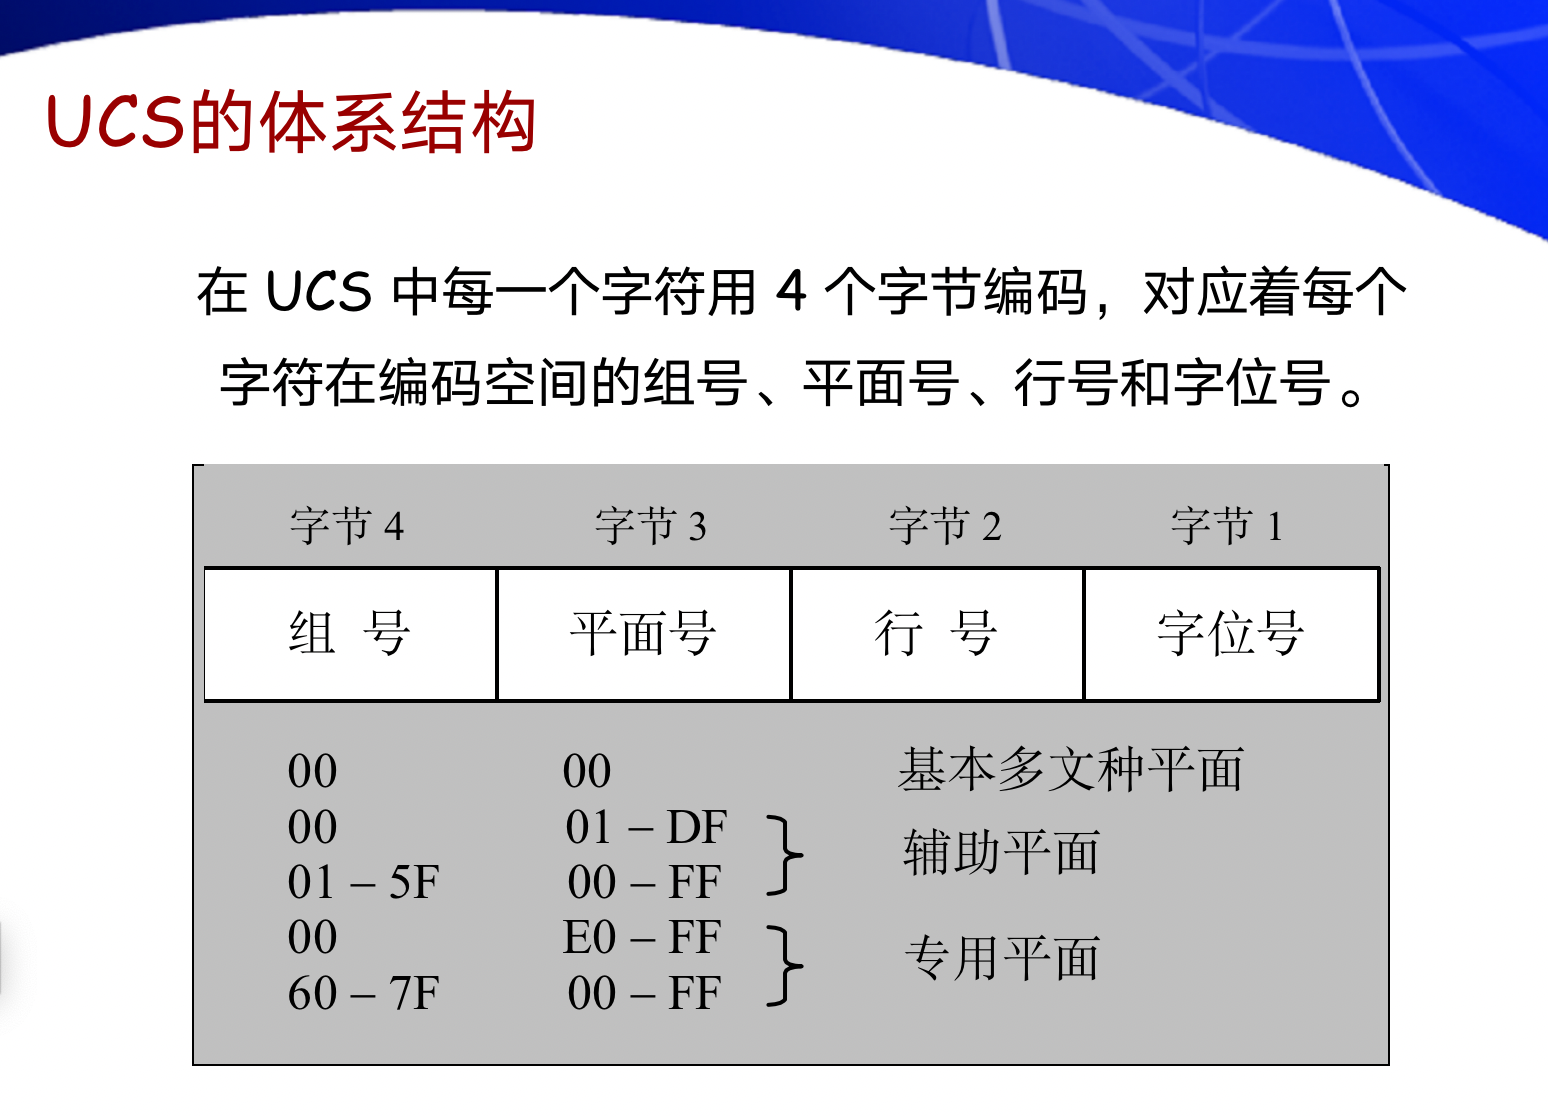 UCS的体系结构
在 UCS 中每一个字符用 4 个字节编码，对应着每个
字符在编码空间的组号、平面号、行号和字位号。
字节 4 字节 3 字节 2 字节 1
组 号 平面号 行 号 字位号
00 00 基本多文种平面
00 01 – DF
辅助平面
01 – 5F 00 – FF
00 E0 – FF
专用平面
60 – 7F 00 – FF